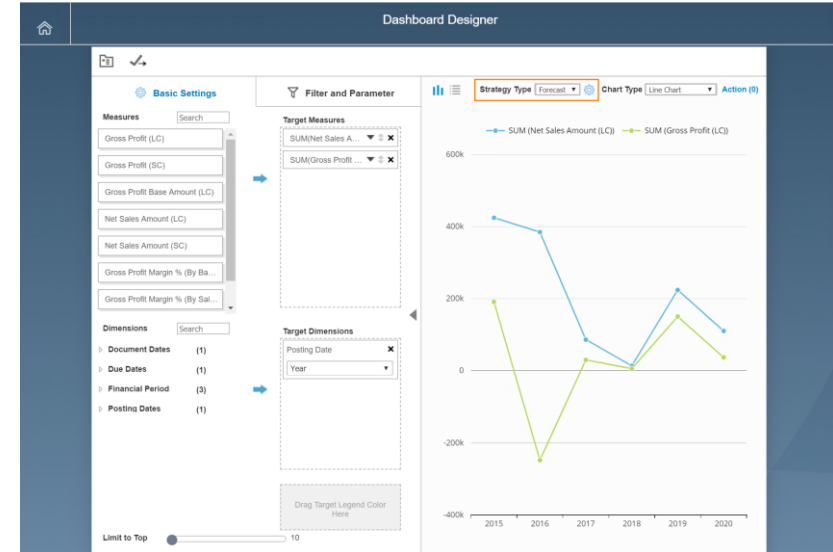 Dashboard Designer
Basic Settings
Filter and Parameter
Measures
Search
Gross Profit (LC)
Gross Profit (SC)
Gross Profit Base Amount (LC)
Net Sales Amount (LC)
Net Sales Amount (SC)
Gross Profit Margin % (By Ba...
Gross Profit Margin % (By Sal...
Dimensions
Search
Document Dates (1)
Due Dates (1)
Financial Period (3)
Posting Dates (1)
Limit to Top
10
Target Measures
SUM(Net Sales A...
SUM(Gross Profit ...
Target Dimensions
Posting Date
Year
Drag Target Legend Color
Here
Strategy Type Forecast Chart Type Line Chart Action (0)
SUM (Net Sales Amount (LC)) SUM (Gross Profit (LC))
600k
400k
200k
0
-200k
-400k
2015 2016 2017 2018 2019 2020